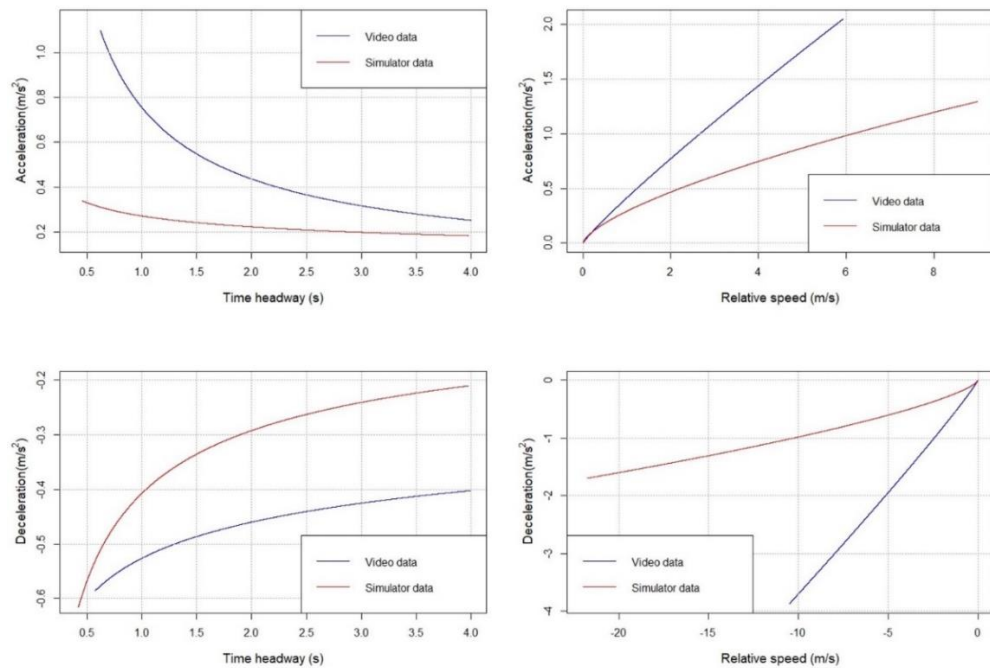 Acceleration(m/s²)
1.0
0.8
0.6
0.4
0.2
Video data
Simulator data
0.5 1.0 1.5 2.0 2.5 3.0 3.5 4.0
Time headway (s)
Acceleration(m/s²)
2.0
1.5
1.0
0.5
0.0
Video data
Simulator data
0 2 4 6 8
Relative speed (m/s)
Deceleration(m/s²)
-0.2
-0.3
-0.4
-0.5
-0.6
Video data
Simulator data
0.5 1.0 1.5 2.0 2.5 3.0 3.5 4.0
Time headway (s)
Deceleration(m/s²)
0
-1
-2
-3
-4
Video data
Simulator data
-20 -15 -10 -5 0
Relative speed (m/s)